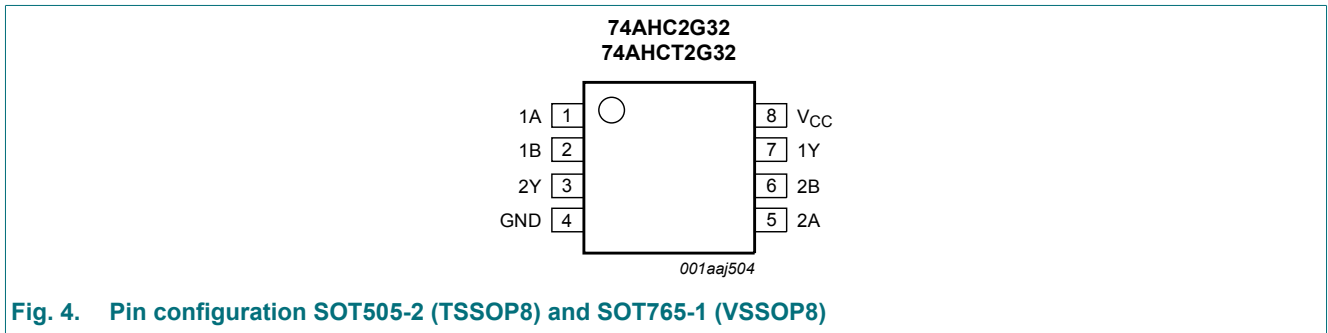 74AHC2G32
74AHCT2G32
1A 1 8 VCC
1B 2 7 1Y
2Y 3 6 2B
GND 4 5 2A
001aaj504
Fig. 4. Pin configuration SOT505-2 (TSSOP8) and SOT765-1 (VSSOP8)